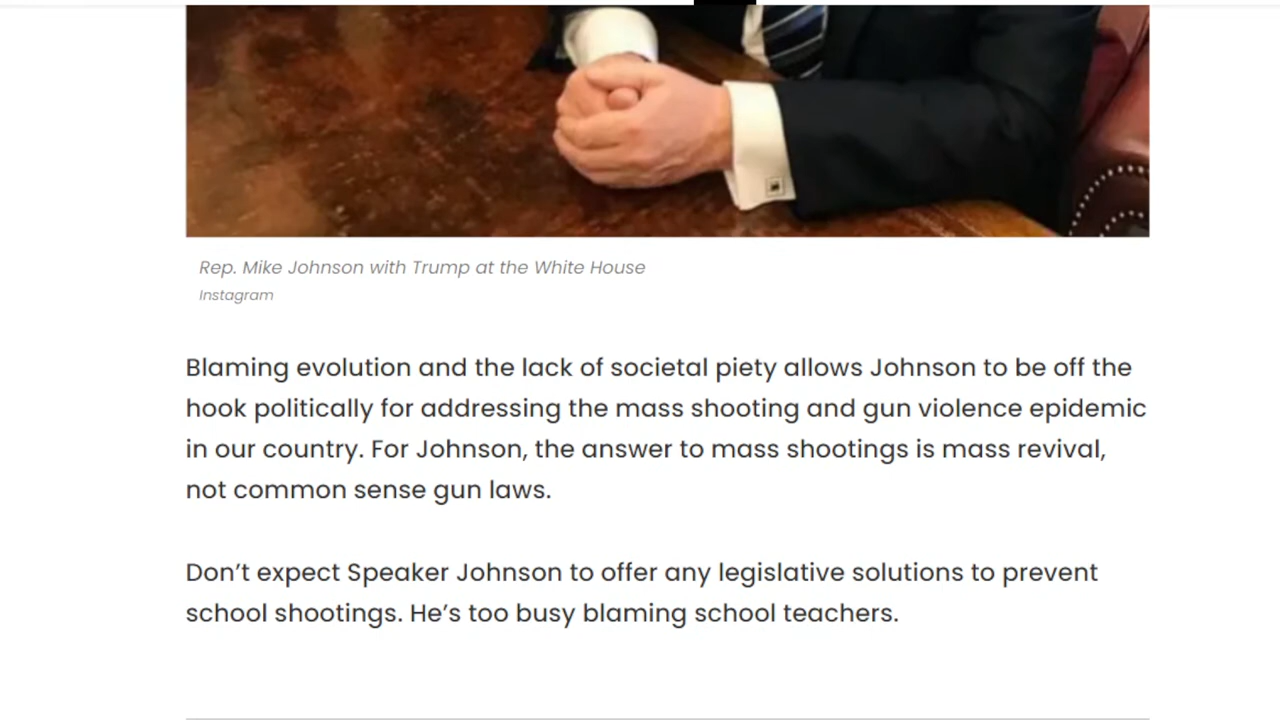 Rep. Mike Johnson with Trump at the White House
Instagram
Blaming evolution and the lack of societal piety allows Johnson to be off the
hook politically for addressing the mass shooting and gun violence epidemic
in our country. For Johnson, the answer to mass shootings is mass revival,
not common sense gun laws.
Don’t expect Speaker Johnson to offer any legislative solutions to prevent
school shootings. He’s too busy blaming school teachers.